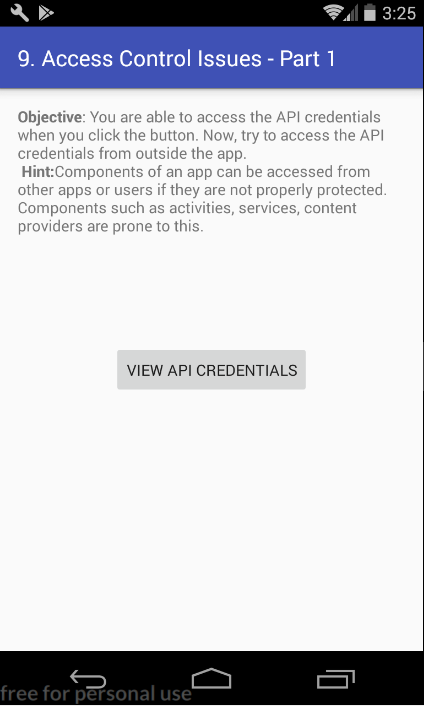 3:25
9. Access Control Issues - Part 1
Objective: You are able to access the API credentials
when you click the button. Now, try to access the API
credentials from outside the app.
Hint:Components of an app can be accessed from
other apps or users if they are not properly protected.
Components such as activities, services, content
providers are prone to this.
VIEW API CREDENTIALS
free for personal use